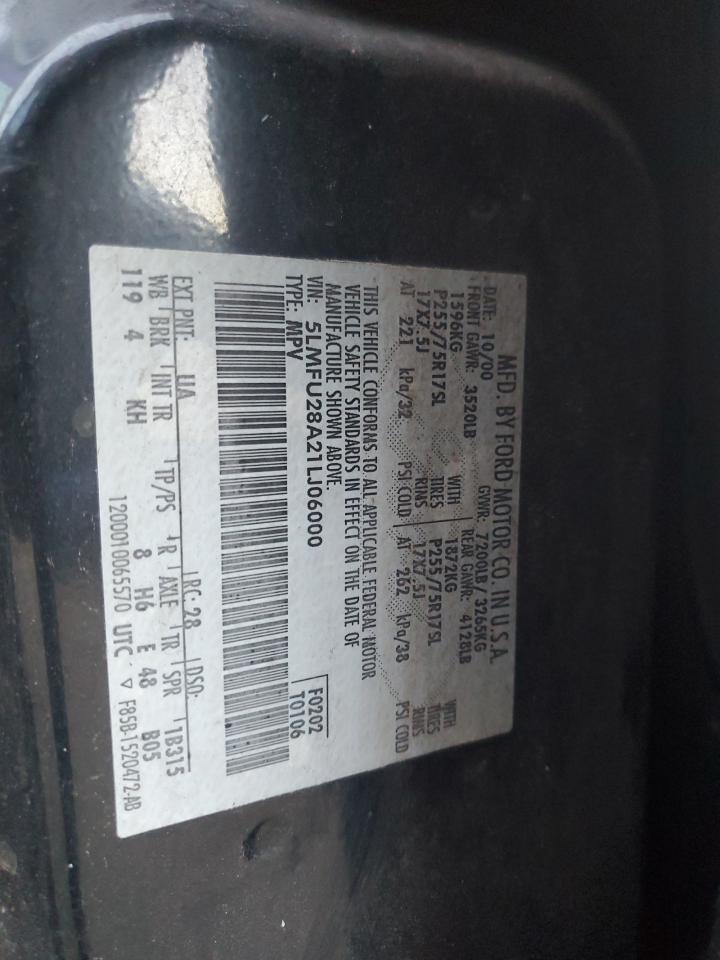 MFD. BY FORD MOTOR CO. IN U.S.A.
DATE: 10/00 GVWR: 7200LB / 3265KG
FRONT GAWR: 3520LB REAR GAWR: 4128LB
1596KG WITH 1872KG WITH
P255/75R17SL TIRES P255/75R17SL TIRES
17X7.5J RIMS 17X7.5J RIMS
AT 221 kPa/32 PSI COLD AT 262 kPa/38 PSI COLD
THIS VEHICLE CONFORMS TO ALL APPLICABLE FEDERAL MOTOR
VEHICLE SAFETY STANDARDS IN EFFECT ON THE DATE OF
MANUFACTURE SHOWN ABOVE.
VIN: 5LMFU28A21LJ06000 F0202
TYPE: MPV T0106
EXT PNT: UA RC: 28 DSO: 1B315
WB BRK INT TR TP/PS R AXLE TR SPR B05
119 4 KH 8 H6 E 48
1200010065570 UTC ▽ F85B-1520472-AB